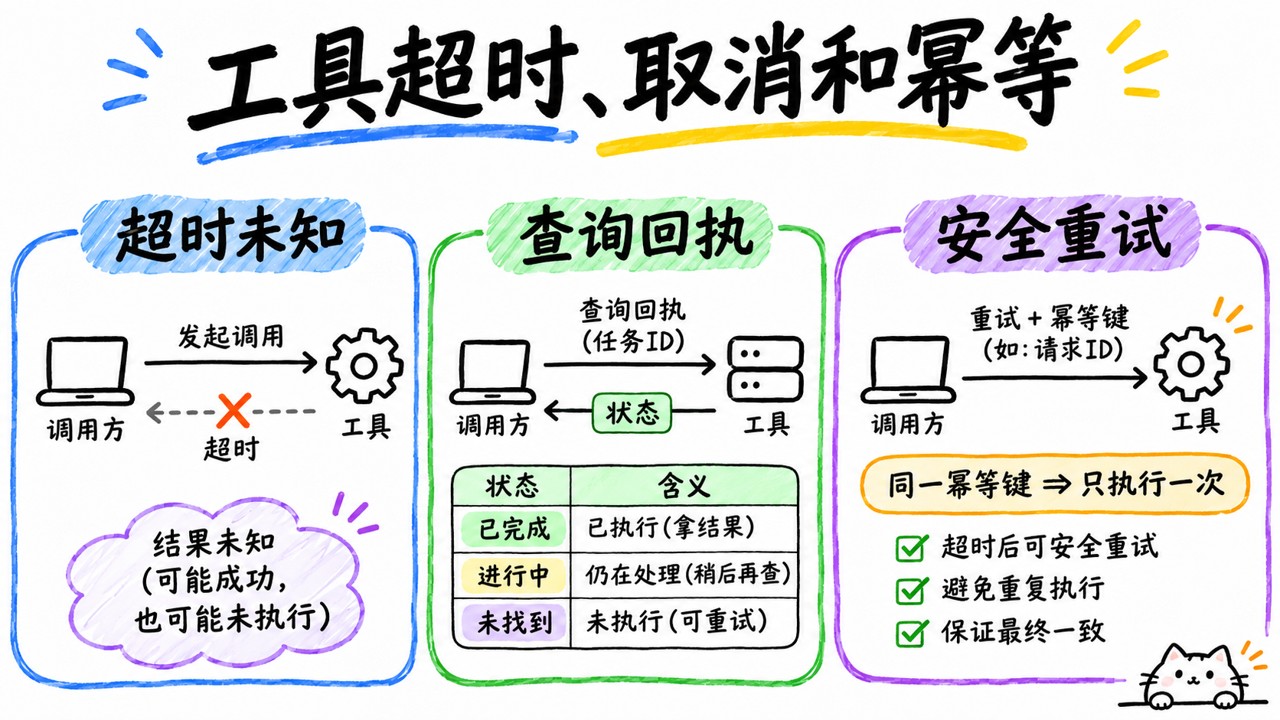 工具超时、取消和幂等
超时未知
发起调用
调用方
超时
工具
结果未知
(可能成功,
也可能未执行)
查询回执
查询回执
(任务ID)
状态
调用方
工具
状态 含义
已完成 已执行(拿结果)
进行中 仍在处理(稍后再查)
未找到 未执行(可重试)
安全重试
重试 + 幂等键
(如:请求ID)
调用方
工具
同一幂等键 ⇒ 只执行一次
超时后可安全重试
避免重复执行
保证最终一致